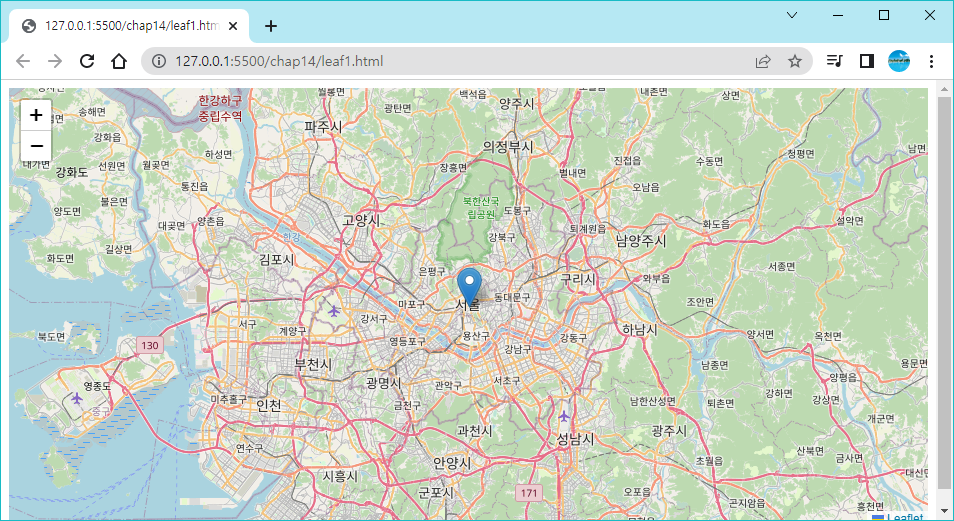 127.0.0.1:5500/chap14/leaf1.htm
127.0.0.1:5500/chap14/leaf1.html
+
−
한강하구
중립수역
월롱면
광탄면
백석읍
양주시
내촌면
상면
송해면
강화읍
파주시
의정부시
진접읍
수동면
청평면
남면
내가면
선원면
월곶면
하성면
장흥면
별내면
강화도
통진읍
오남읍
북한산국
립공원
양도면
불은면
대곶면
양촌읍
고양시
도봉구
화도읍
설악면
퇴계원읍
한강
강북구
남양주시
길상면
화도면
김포시
은평구
구리시
와부읍
서종면
마포구
서울
동대문구
조안면
서구
계양구
강서구
북도면
영등포구
용산구
강동구
하남시
양서면
옥천면
130
강남구
부천시
남종면
용문면
영종도
광명시
관악구
서초구
양평읍
중구
미추홀구
인천
금천구
남한산성면
퇴촌면
강하면
강상면
개군면
연수구
과천시
성남시
광주시
산북면
금사면
안양시
초월읍
대신면
시흥시
군포시
171
오포읍
곤지암읍
흥천면
Leaflet